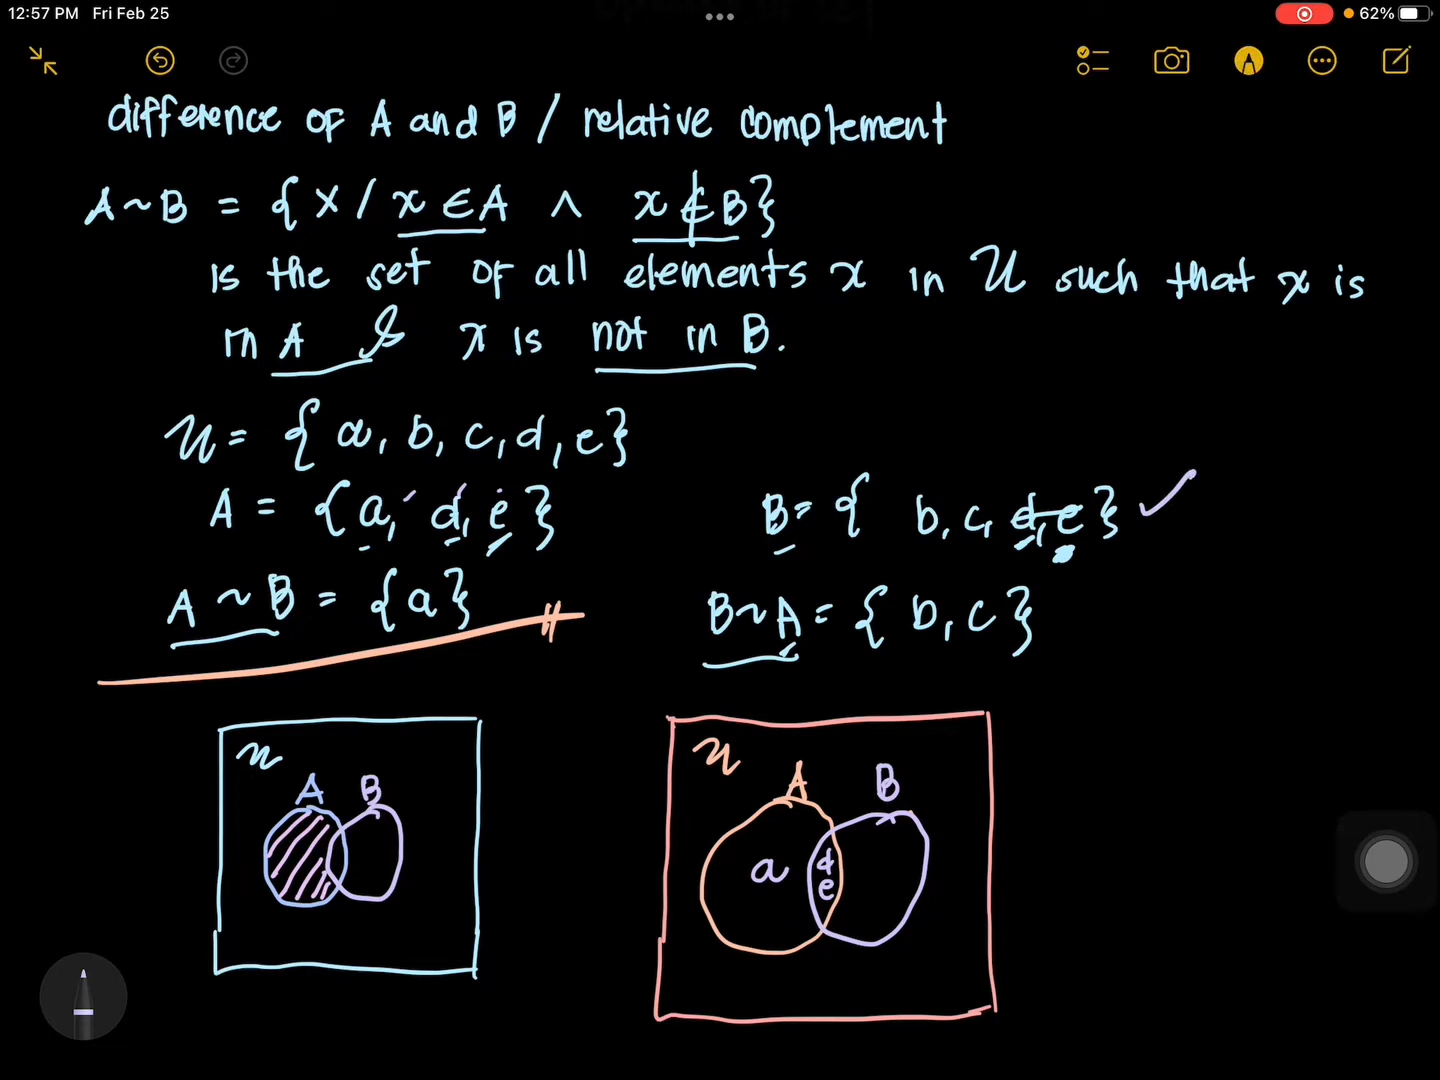 12:57 PM Fri Feb 25
62%
difference of A and B / relative complement
A ~ B = { x / x ∈ A ∧ x ∉ B}
is the set of all elements x in U such that x is
in A & x is not in B.
U = { a, b, c, d, e}
A = { a, d, e } B = { b, c, d, e}
A ~ B = { a } B ~ A = { b, c }
U
A B
U
A B
a d
e